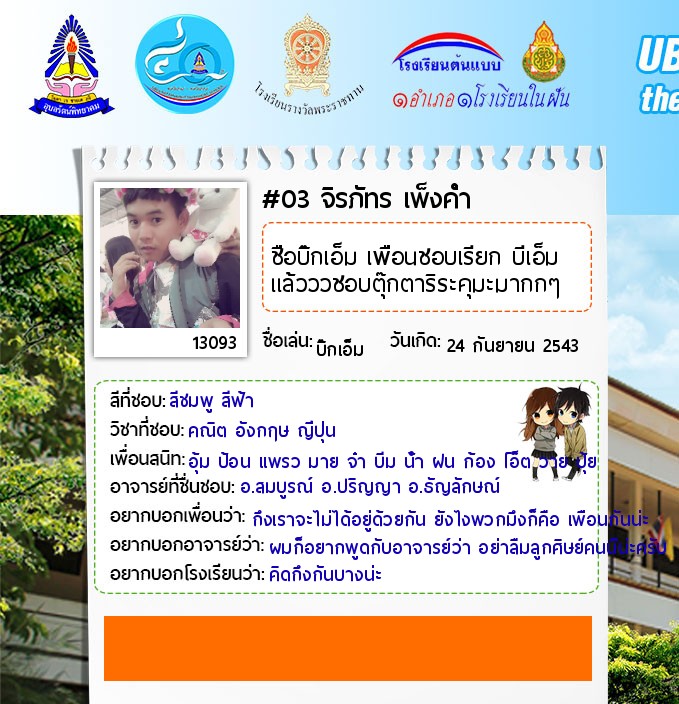 อุบลรัตน์พิทยาคม
โรงเรียนรางวัลพระราชทาน
โรงเรียนต้นแบบ
๑อำเภอ๑โรงเรียนในฝัน
UB
the
#03 จิรภัทร เพ็งคำ
ชื่อบิ๊กเอ็ม เพื่อนชอบเรียก บีเอ็ม
แล้วววชอบตุ๊กตาริระคุมะมากกๆ
13093
ชื่อเล่น: บิ๊กเอ็ม วันเกิด: 24 กันยายน 2543
สีที่ชอบ: สีชมพู สีฟ้า
วิชาที่ชอบ: คณิต อังกฤษ ญี่ปุ่น
เพื่อนสนิท: อุ้ม ป้อน แพรว มาย จ๋า บีม น้ำ ฝน ก้อง โอ๊ต วาย ปุ้ย
อาจารย์ที่ชื่นชอบ: อ.สมบูรณ์ อ.ปริญญา อ.ธัญลักษณ์
อยากบอกเพื่อนว่า: ถึงเราจะไม่ได้อยู่ด้วยกัน ยังไงพวกมึงก็คือ เพื่อนกันน่ะ
อยากบอกอาจารย์ว่า: ผมก็อยากพูดกับอาจารย์ว่า อย่าลืมลูกศิษย์คนนี้นะครับ
อยากบอกโรงเรียนว่า: คิดถึงกันบางน่ะ